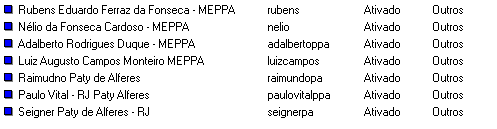 Rubens Eduardo Ferraz da Fonseca - MEPPA rubens Ativado Outros
Nélio da Fonseca Cardoso - MEPPA nelio Ativado Outros
Adalberto Rodrigues Duque - MEPPA adalbertoppa Ativado Outros
Luiz Augusto Campos Monteiro MEPPA luizcampos Ativado Outros
Raimudno Paty de Alferes raimundopa Ativado Outros
Paulo Vital - RJ Paty Alferes paulovitalppa Ativado Outros
Seigner Paty de Alferes - RJ seignerpa Ativado Outros